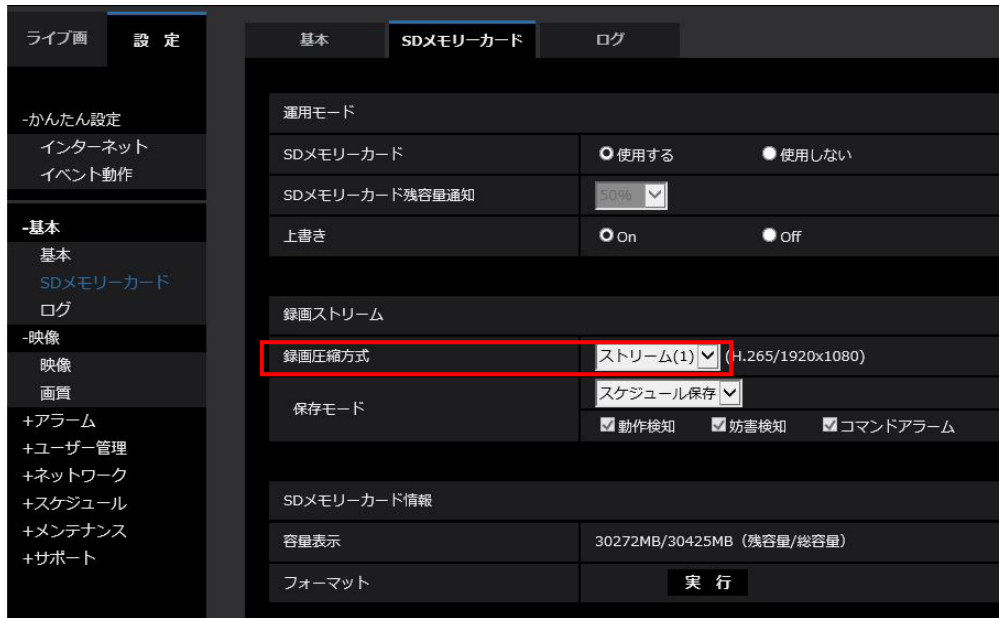 ライブ画 設 定
-かんたん設定
インターネット
イベント動作
-基本
基本
SDメモリーカード
ログ
-映像
映像
画質
+アラーム
+ユーザー管理
+ネットワーク
+スケジュール
+メンテナンス
+サポート
基本 SDメモリーカード ログ
運用モード
SDメモリーカード 使用する 使用しない
SDメモリーカード残容量通知 50%
上書き On Off
録画ストリーム
録画圧縮方式 ストリーム(1) (H.265/1920x1080)
保存モード スケジュール保存
動作検知 妨害検知 コマンドアラーム
SDメモリーカード情報
容量表示 30272MB/30425MB（残容量/総容量）
フォーマット 実 行